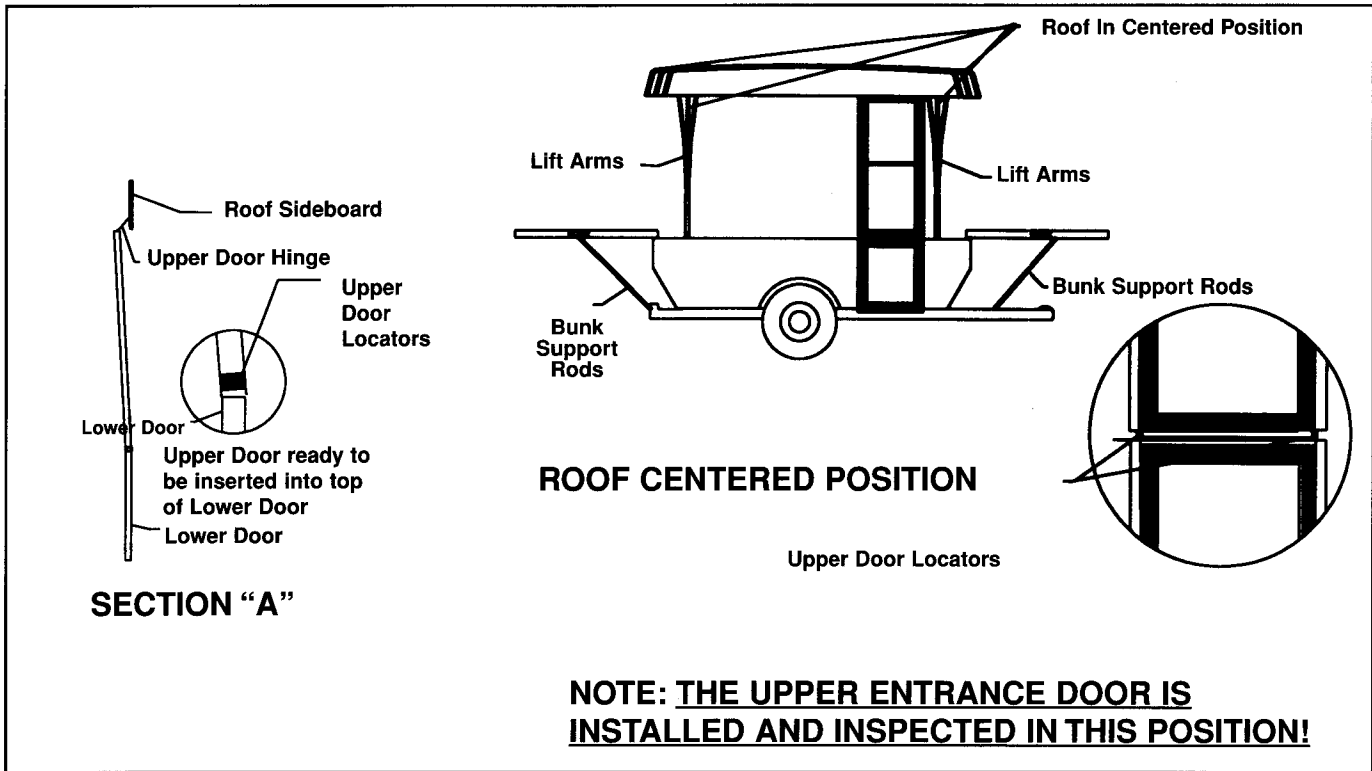 Roof In Centered Position
Lift Arms
Lift Arms
Roof Sideboard
Upper Door Hinge
Upper
Door
Locators
Bunk Support Rods
Bunk
Support
Rods
Lower Door
Upper Door ready to
be inserted into top
of Lower Door
Lower Door
ROOF CENTERED POSITION
Upper Door Locators
SECTION “A”
NOTE: THE UPPER ENTRANCE DOOR IS
INSTALLED AND INSPECTED IN THIS POSITION!